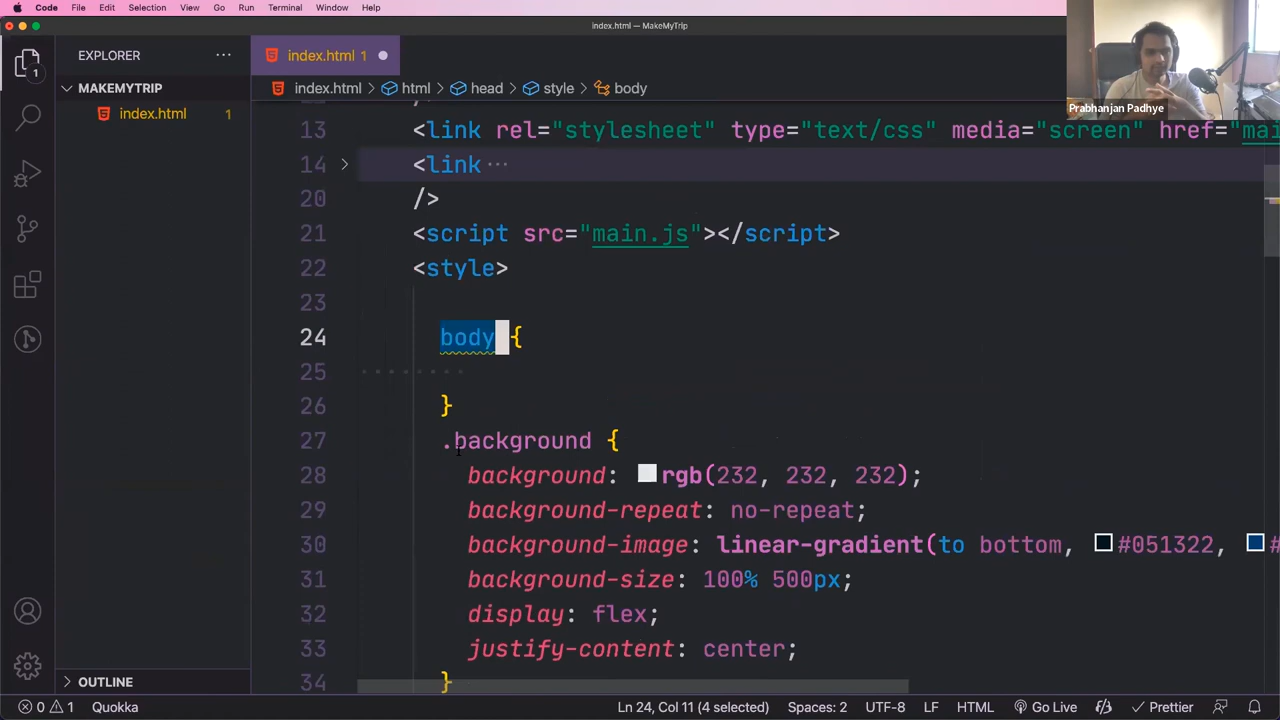 Code File Edit Selection View Go Run Terminal Window Help
index.html — MakeMyTrip
EXPLORER ···
index.html 1
MAKEMYTRIP
index.html 1
index.html > html > head > style > body
Prabhanjan Padhye
13 <link rel="stylesheet" type="text/css" media="screen" href="mai
14 <link ···
20 />
21 <script src="main.js"></script>
22 <style>
23
24 body {
25
26 }
27 .background {
28 background: rgb(232, 232, 232);
29 background-repeat: no-repeat;
30 background-image: linear-gradient(to bottom, #051322, #
31 background-size: 100% 500px;
32 display: flex;
33 justify-content: center;
34 }
1
OUTLINE
0 1 Quokka Ln 24, Col 11 (4 selected) Spaces: 2 UTF-8 LF HTML Go Live Prettier